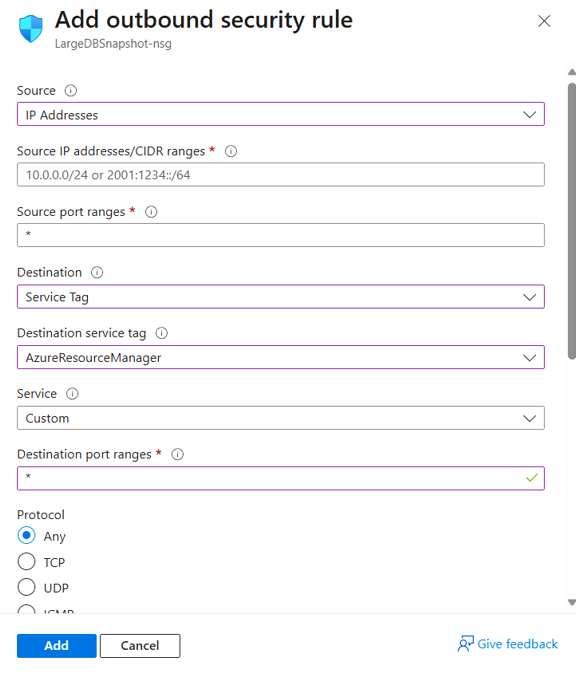 Add outbound security rule
LargeDBSnapshot-nsg
Source
IP Addresses
Source IP addresses/CIDR ranges *
10.0.0.0/24 or 2001:1234::/64
Source port ranges *
*
Destination
Service Tag
Destination service tag
AzureResourceManager
Service
Custom
Destination port ranges *
*
Protocol
Any
TCP
UDP
ICMP
Add
Cancel
Give feedback